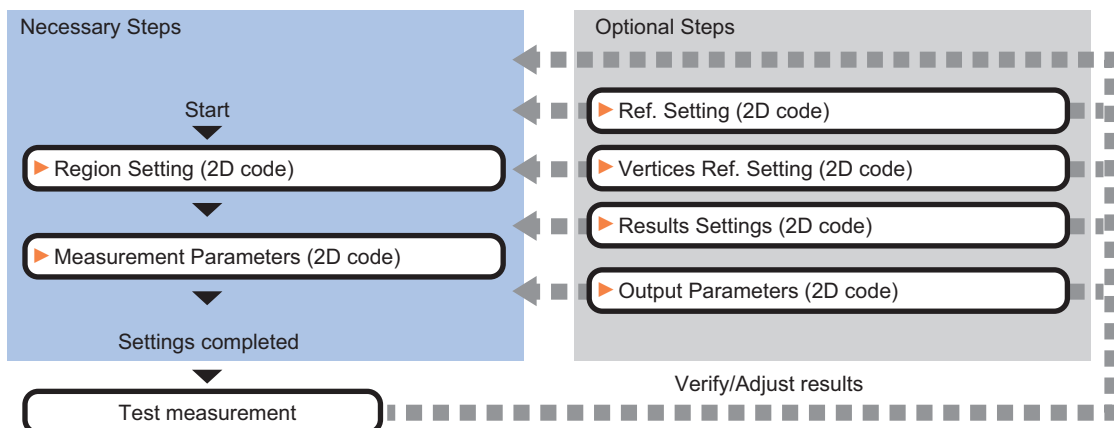 Necessary Steps
Start
Region Setting (2D code)
Measurement Parameters (2D code)
Settings completed
Test measurement
Optional Steps
Ref. Setting (2D code)
Vertices Ref. Setting (2D code)
Results Settings (2D code)
Output Parameters (2D code)
Verify/Adjust results